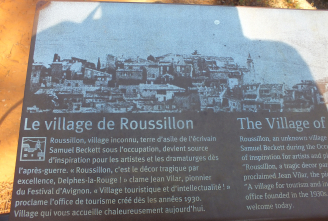 Le village de Roussillon
Roussillon, village inconnu, terre d'asile de l'écrivain
Samuel Beckett sous l'occupation, devient source
d'inspiration pour les artistes et les dramaturges dès
l'après-guerre. « Roussillon, c'est le décor tragique par
excellence, Delphes-la-Rouge ! » clame Jean Vilar, pionnier
du Festival d'Avignon. « Village touristique et d'intellectualité ! »
proclame l'office de tourisme créé dès les années 1930.
Village qui vous accueille chaleureusement aujourd'hui.
The Village of
Roussillon, an unknown village
Samuel Beckett during the Occ
of inspiration for artists and pl
Roussillon, "a tragic decor par
proclaimed Jean Vilar, the pi
"A village for tourism and in
office founded in the 1930s
welcome today.